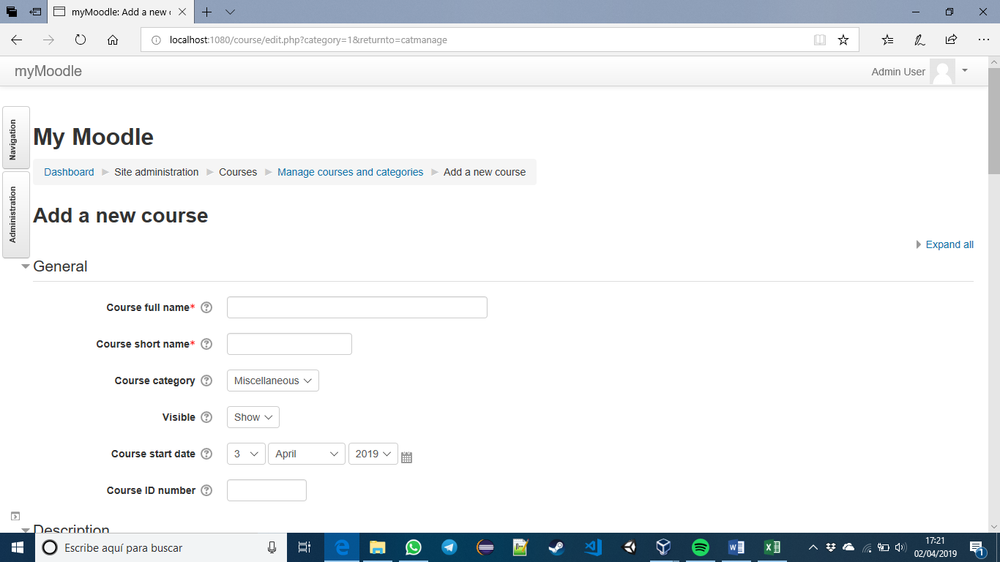 myMoodle: Add a new c
localhost:1080/course/edit.php?category=1&returnto=catmanage
myMoodle
Admin User
Navigation
Administration
My Moodle
Dashboard Site administration Courses Manage courses and categories Add a new course
Add a new course
Expand all
General
Course full name*
Course short name*
Course category Miscellaneous
Visible Show
Course start date 3 April 2019
Course ID number
Description
Escribe aquí para buscar
17:21
02/04/2019
1